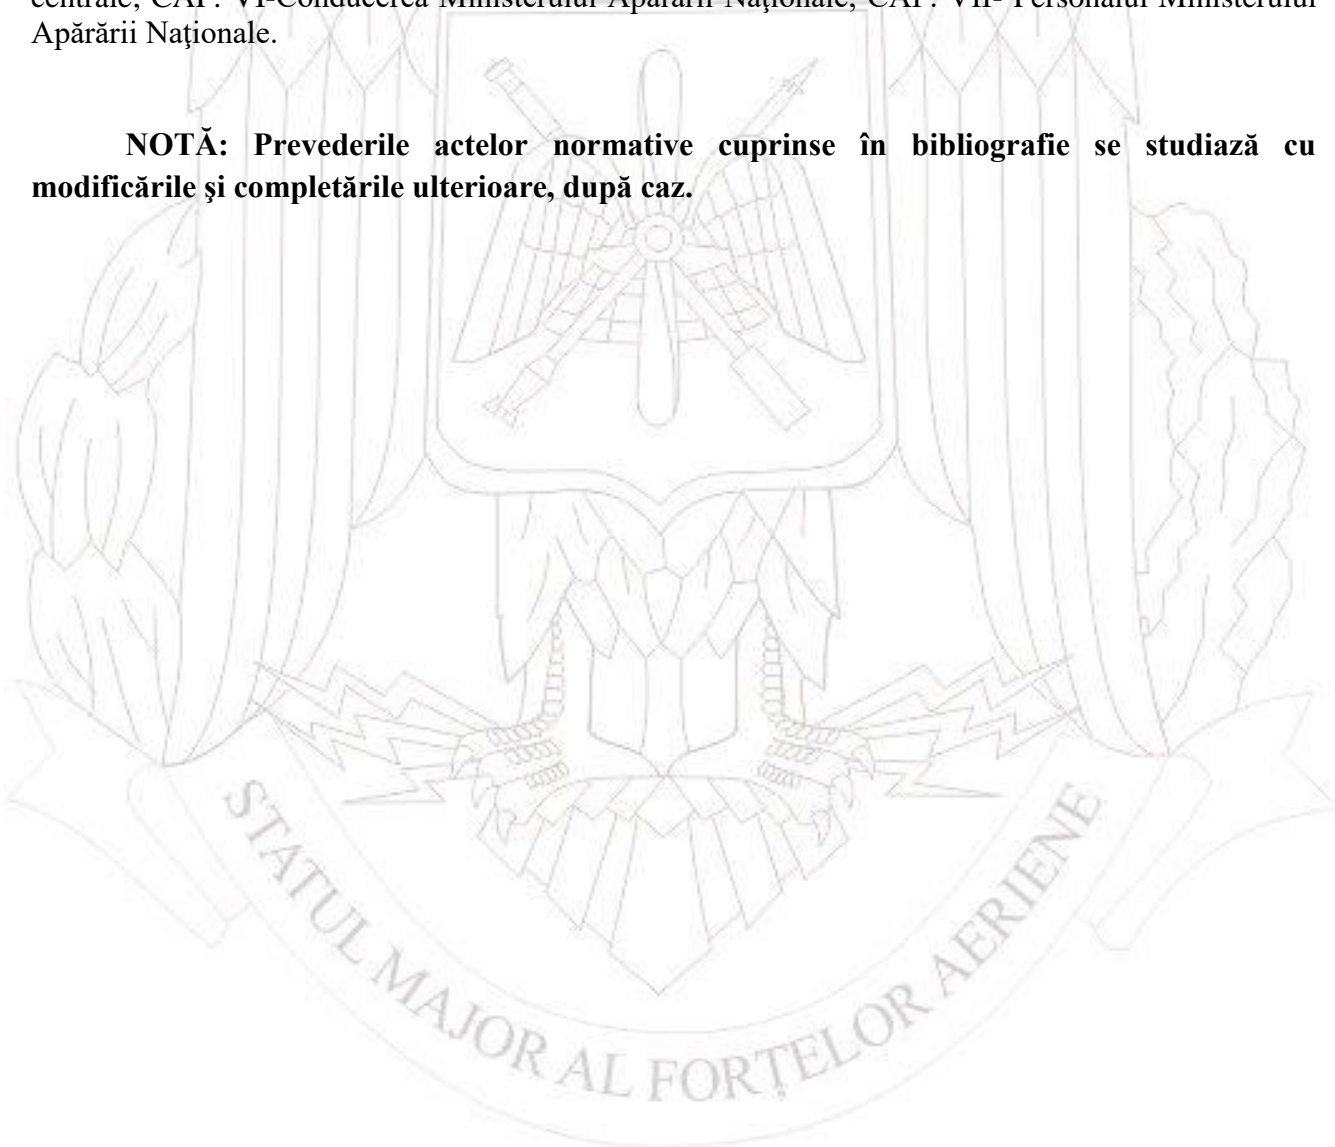 centrale, CAP. VI-Conducerea Ministerului Apărării Naţionale, CAP. VII- Personalul Ministerului
Apărării Naţionale.
NOTĂ: Prevederile actelor normative cuprinse în bibliografie se studiază cu
modificările şi completările ulterioare, după caz.
STATUL MAJOR AL FORȚELOR AERIENE